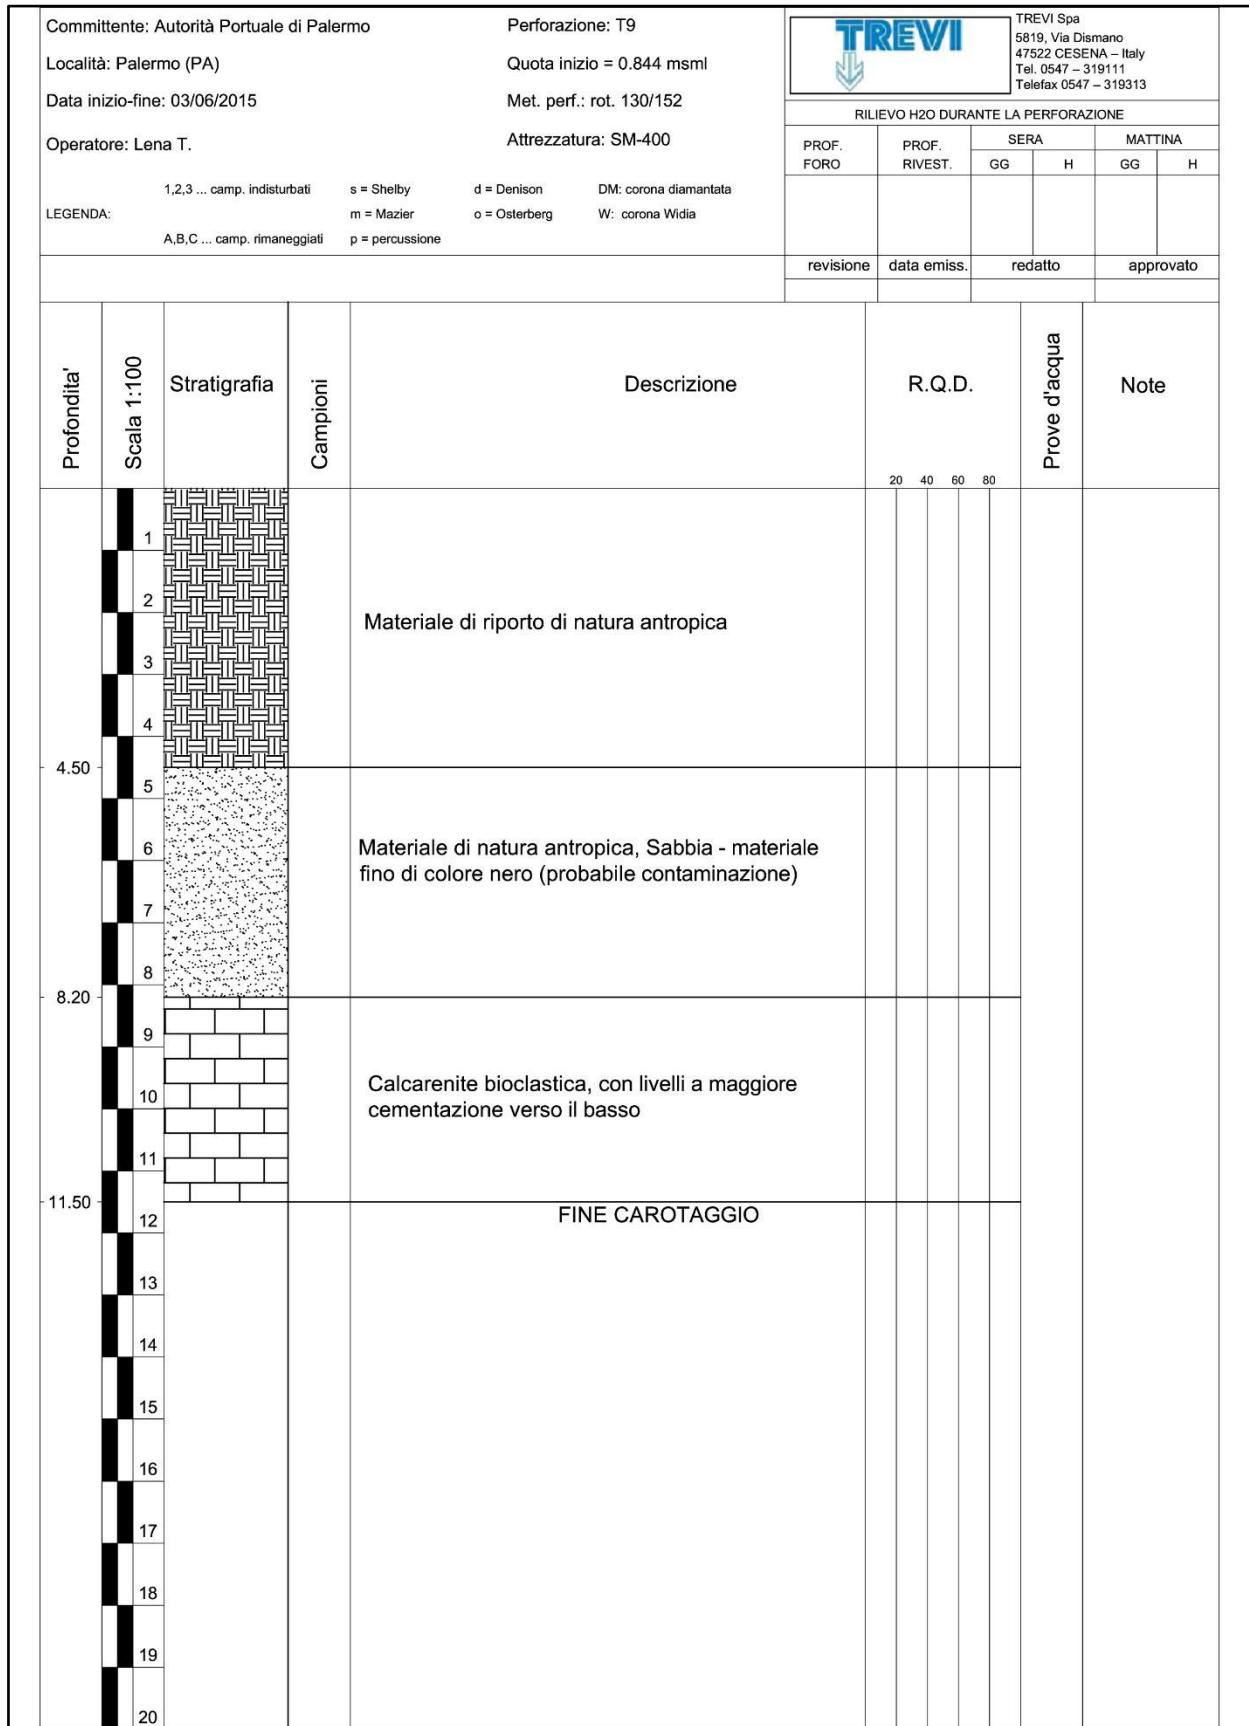 Committente: Autorità Portuale di Palermo
Perforazione: T9
Località: Palermo (PA)
Quota inizio = 0.844 msml
Data inizio-fine: 03/06/2015
Met. perf.: rot. 130/152
Operatore: Lena T.
Attrezzatura: SM-400
TREVI
TREVI Spa
5819, Via Dismano
47522 CESENA – Italy
Tel. 0547 – 319111
Telefax 0547 – 319313
RILIEVO H2O DURANTE LA PERFORAZIONE
PROF. FORO
PROF. RIVEST.
SERA
MATTINA
GG H GG H
1,2,3 ... camp. indisturbati s = Shelby d = Denison DM: corona diamantata
LEGENDA: m = Mazier o = Osterberg W: corona Widia
A,B,C ... camp. rimaneggiati p = percussione
revisione data emiss. redatto approvato
Profondita'
Scala 1:100
Stratigrafia
Campioni
Descrizione
R.Q.D.
20 40 60 80
Prove d'acqua
Note
1
2
Materiale di riporto di natura antropica
3
4
4.50
5
6
Materiale di natura antropica, Sabbia - materiale
fino di colore nero (probabile contaminazione)
7
8
8.20
9
10
Calcarenite bioclastica, con livelli a maggiore
cementazione verso il basso
11
11.50
FINE CAROTAGGIO
12
13
14
15
16
17
18
19
20